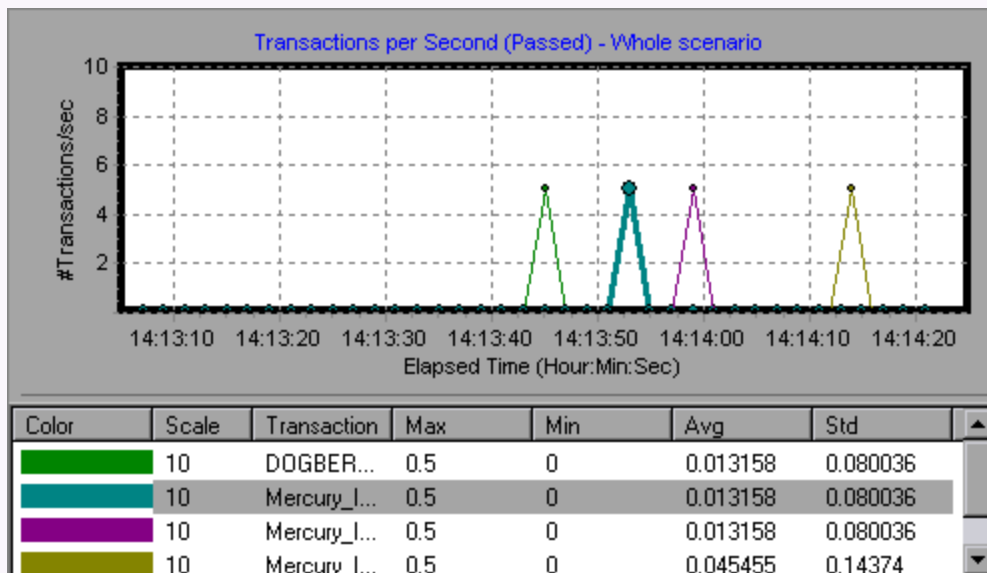 Transactions per Second (Passed) - Whole scenario
10
8
6
4
2
#Transactions/sec
14:13:10 14:13:20 14:13:30 14:13:40 14:13:50 14:14:00 14:14:10 14:14:20
Elapsed Time (Hour:Min:Sec)
Color Scale Transaction Max Min Avg Std
10 DOGBER... 0.5 0 0.013158 0.080036
10 Mercury_I... 0.5 0 0.013158 0.080036
10 Mercury_I... 0.5 0 0.013158 0.080036
10 Mercury_I... 0.5 0 0.045455 0.14374